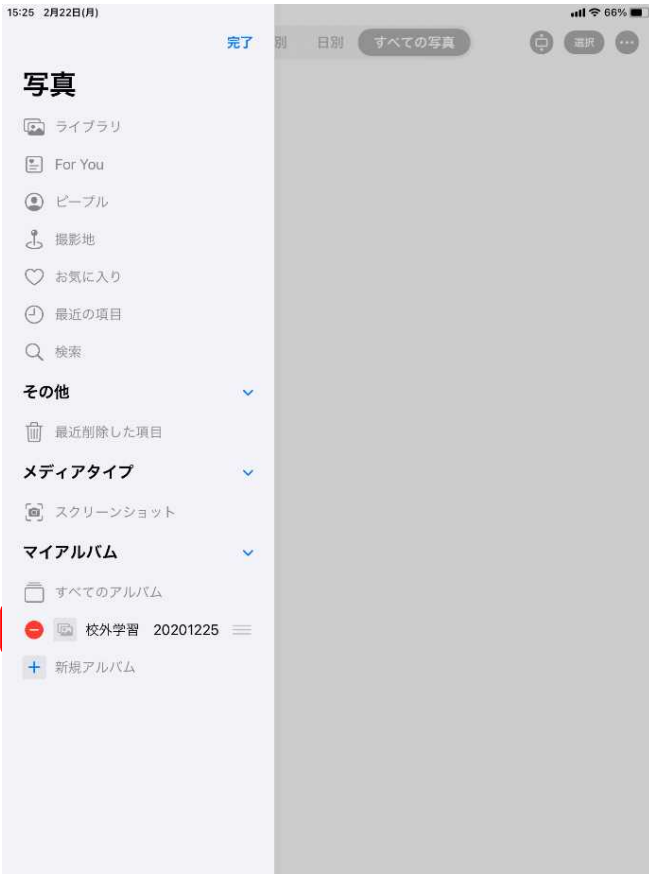 15:25 2月22日(月)
66%
完了
別 日別 すべての写真 選択
写真
ライブラリ
For You
ピープル
撮影地
お気に入り
最近の項目
検索
その他
最近削除した項目
メディアタイプ
スクリーンショット
マイアルバム
すべてのアルバム
校外学習 20201225
新規アルバム